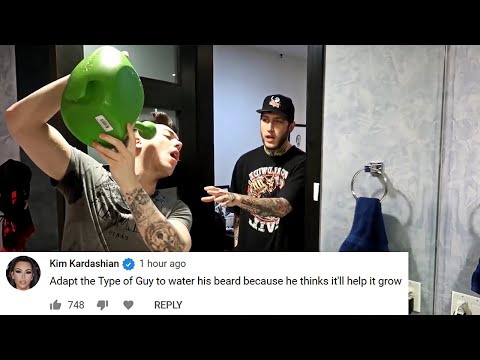 Kim Kardashian 1 hour ago
Adapt the Type of Guy to water his beard because he thinks it'll help it grow
748 REPLY